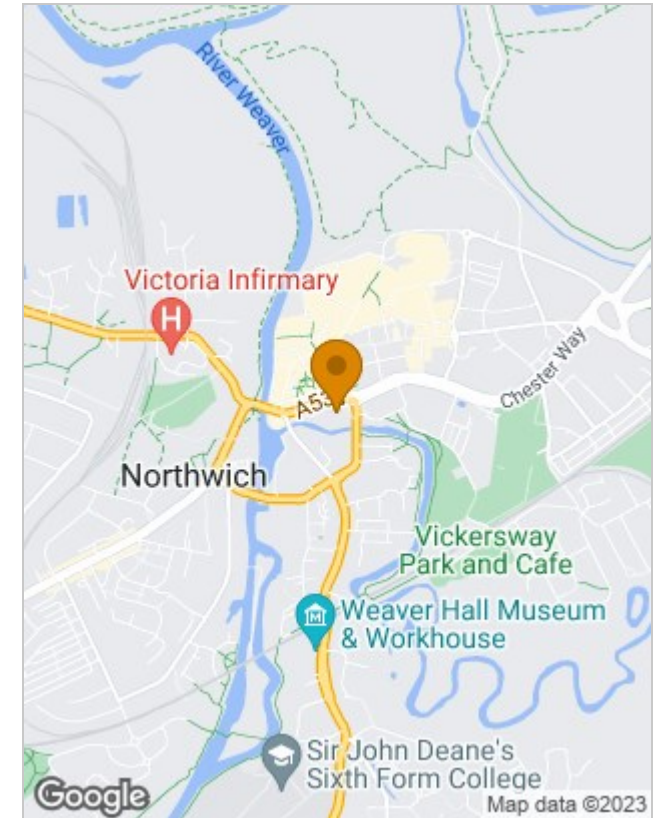 River Weaver
Victoria Infirmary
H
A53
Chester Way
Northwich
Vickersway
Park and Cafe
M
Weaver Hall Museum
& Workhouse
Sir John Deane's
Sixth Form College
Google
Map data ©2023